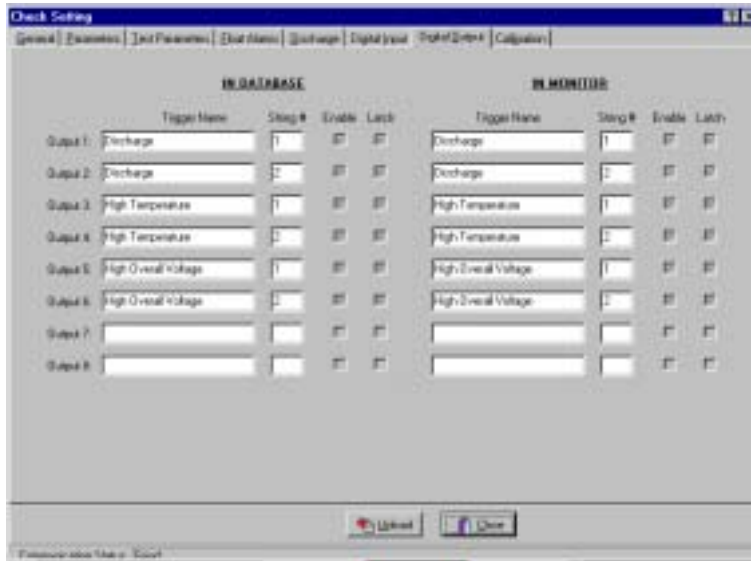 Check Setting
General Parameters Test Parameters Float Alarms Discharge Digital Input Digital Output Calibration
IN DATABASE IN MONITOR
Trigger Name String # Enable Latch Trigger Name String # Enable Latch
Output 1: Discharge 1 Discharge 1
Output 2: Discharge 2 Discharge 2
Output 3: High Temperature 1 High Temperature 1
Output 4: High Temperature 2 High Temperature 2
Output 5: High Overall Voltage 1 High Overall Voltage 1
Output 6: High Overall Voltage 2 High Overall Voltage 2
Output 7:
Output 8:
Upload Close
Communication Status